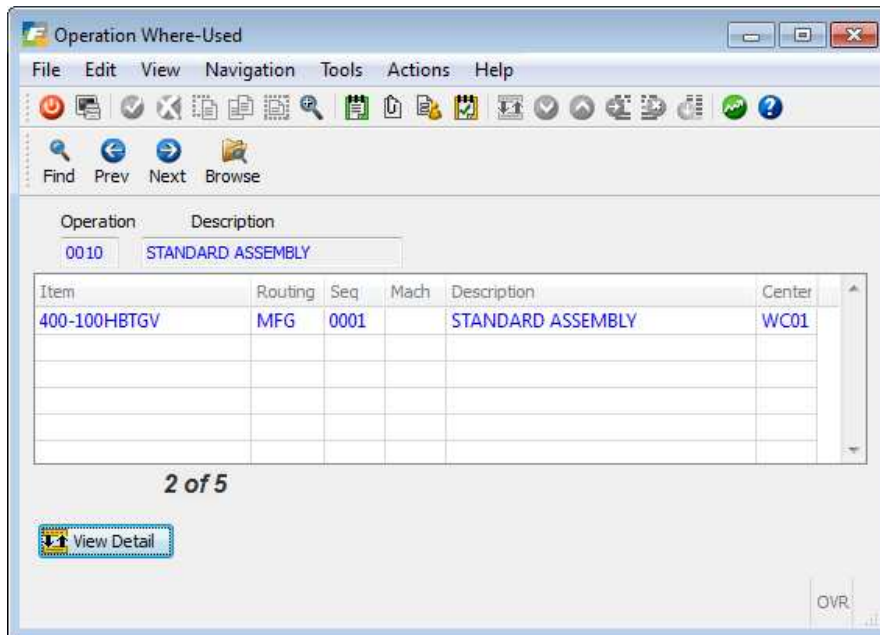 Operation Where-Used
File Edit View Navigation Tools Actions Help
Find Prev Next Browse
Operation Description
0010 STANDARD ASSEMBLY
Item Routing Seq Mach Description Center
400-100HBTGV MFG 0001 STANDARD ASSEMBLY WC01
2 of 5
View Detail
OVR